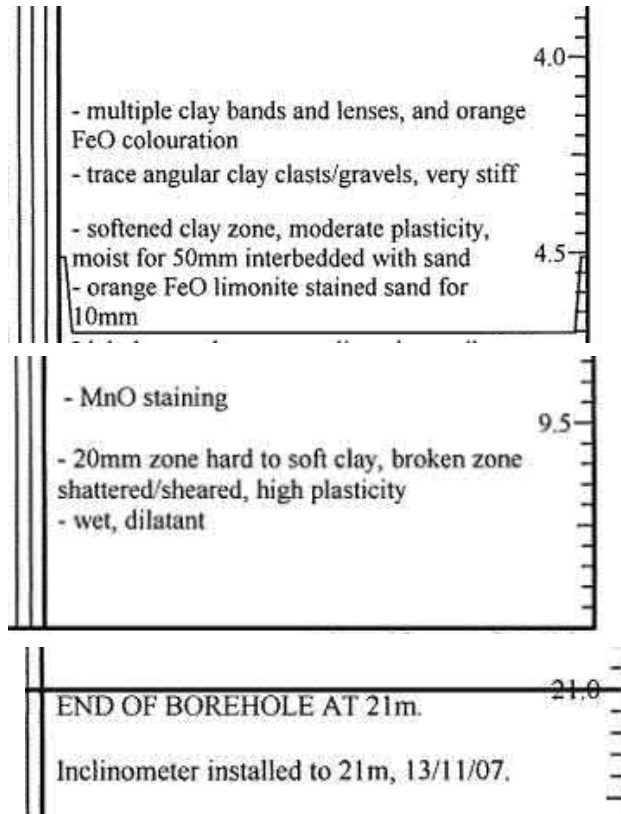 4.0
- multiple clay bands and lenses, and orange
FeO colouration
- trace angular clay clasts/gravels, very stiff
- softened clay zone, moderate plasticity,
moist for 50mm interbedded with sand
4.5
- orange FeO limonite stained sand for
10mm
- MnO staining
9.5
- 20mm zone hard to soft clay, broken zone
shattered/sheared, high plasticity
- wet, dilatant
21.0
END OF BOREHOLE AT 21m.
Inclinometer installed to 21m, 13/11/07.